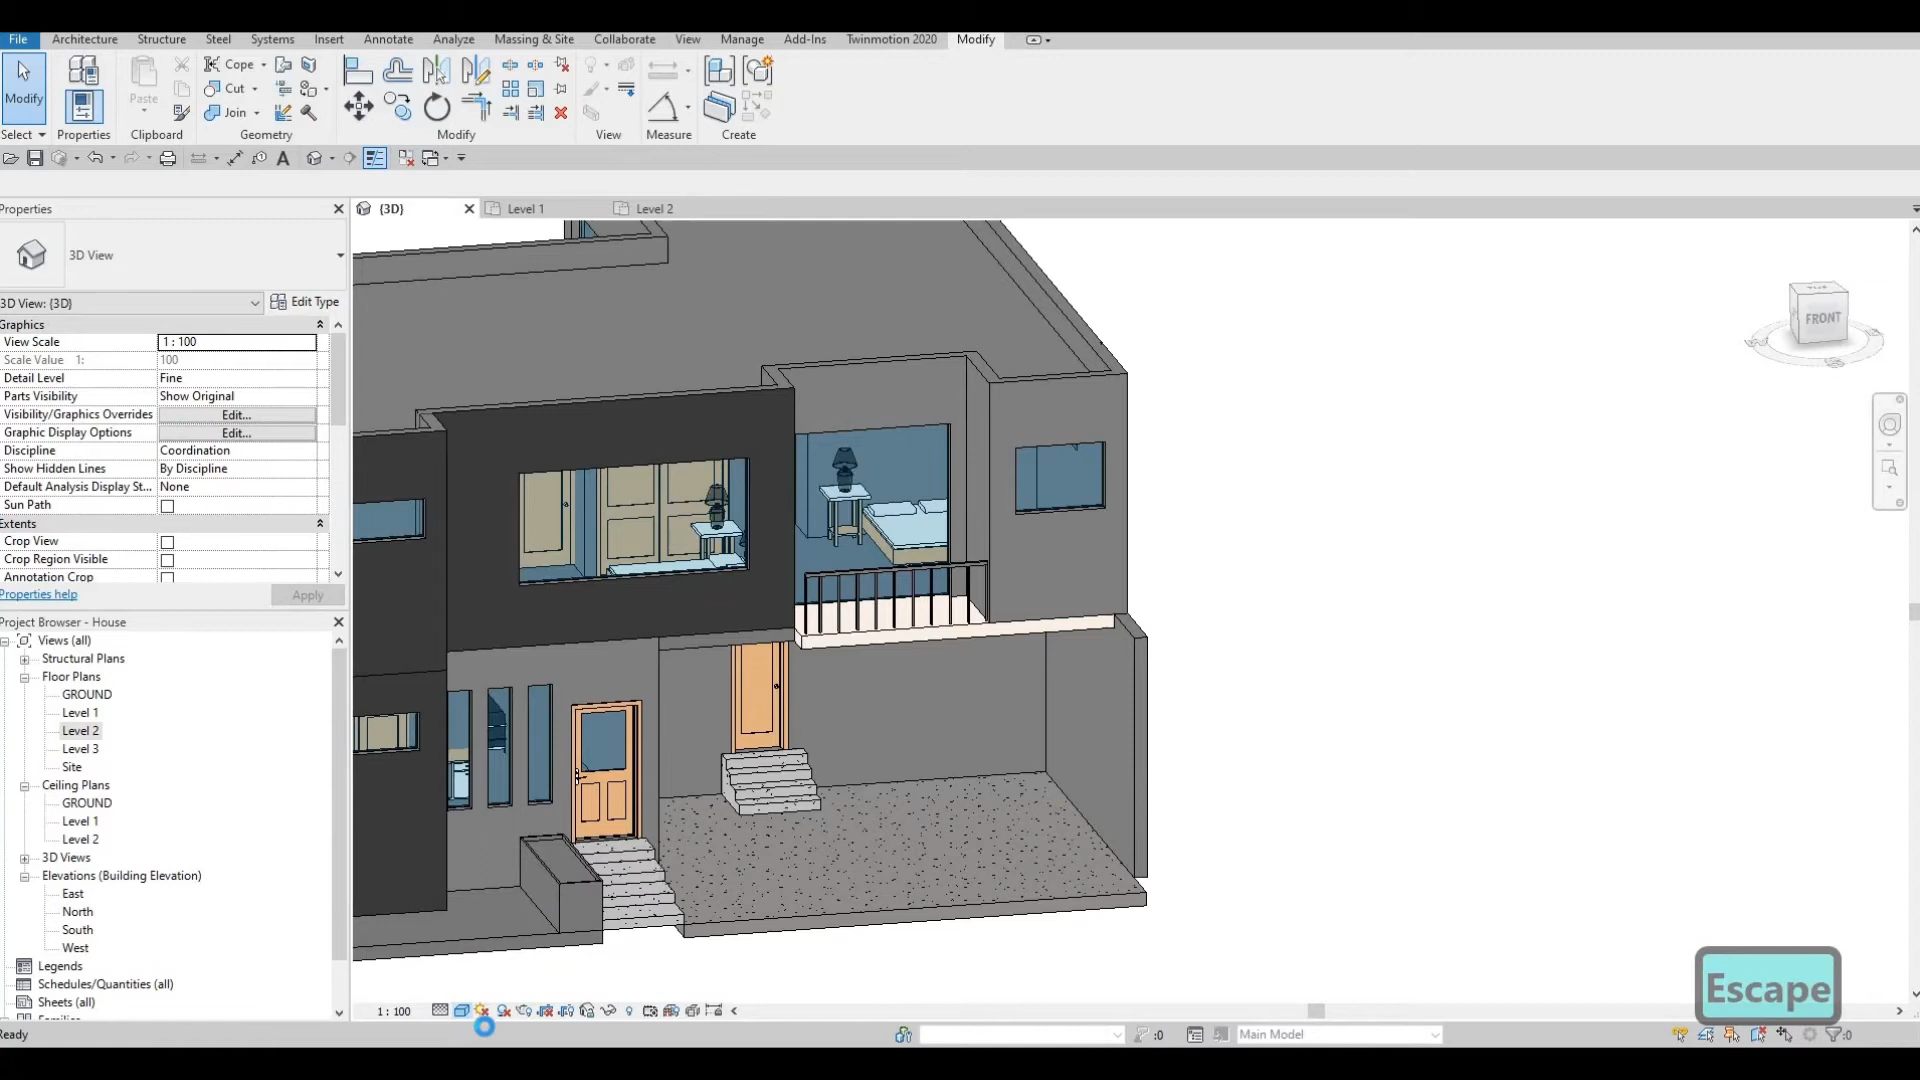 File Architecture Structure Steel Systems Insert Annotate Analyze Massing & Site Collaborate View Manage Add-Ins Twinmotion 2020 Modify
Modify Paste Cope Cut Join
Select Properties Clipboard Geometry Modify View Measure Create
A
Properties {3D} Level 1 Level 2
3D View
3D View: {3D} Edit Type
Graphics
View Scale 1 : 100
Scale Value 1: 100
Detail Level Fine
Parts Visibility Show Original
Visibility/Graphics Overrides Edit...
Graphic Display Options Edit...
Discipline Coordination
Show Hidden Lines By Discipline
Default Analysis Display St... None
Sun Path
Extents
Crop View
Crop Region Visible
Annotation Crop
Properties help Apply
Project Browser - House
Views (all)
Structural Plans
Floor Plans
GROUND
Level 1
Level 2
Level 3
Site
Ceiling Plans
GROUND
Level 1
Level 2
3D Views
Elevations (Building Elevation)
East
North
South
West
Legends
Schedules/Quantities (all)
Sheets (all)
FRONT
Escape
1 : 100
Ready :0 Main Model :0